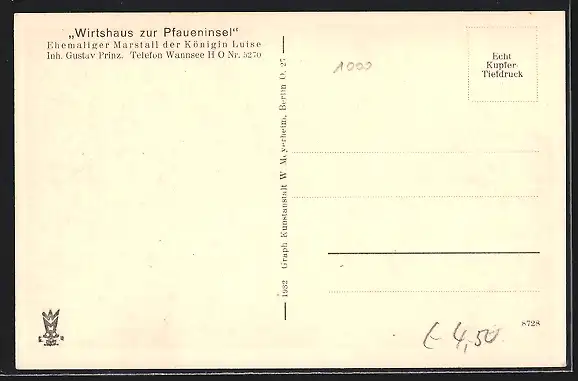 „Wirtshaus zur Pfaueninsel“
Ehemaliger Marstall der Königin Luise
Inh. Gustav Prinz. Telefon Wannsee H O Nr. 5270
1932 Graph Kunstanstalt W Meyerheim, Berlin O. 27
1000
Echt
Kupfer-
Tiefdruck
8728
€ 4,50